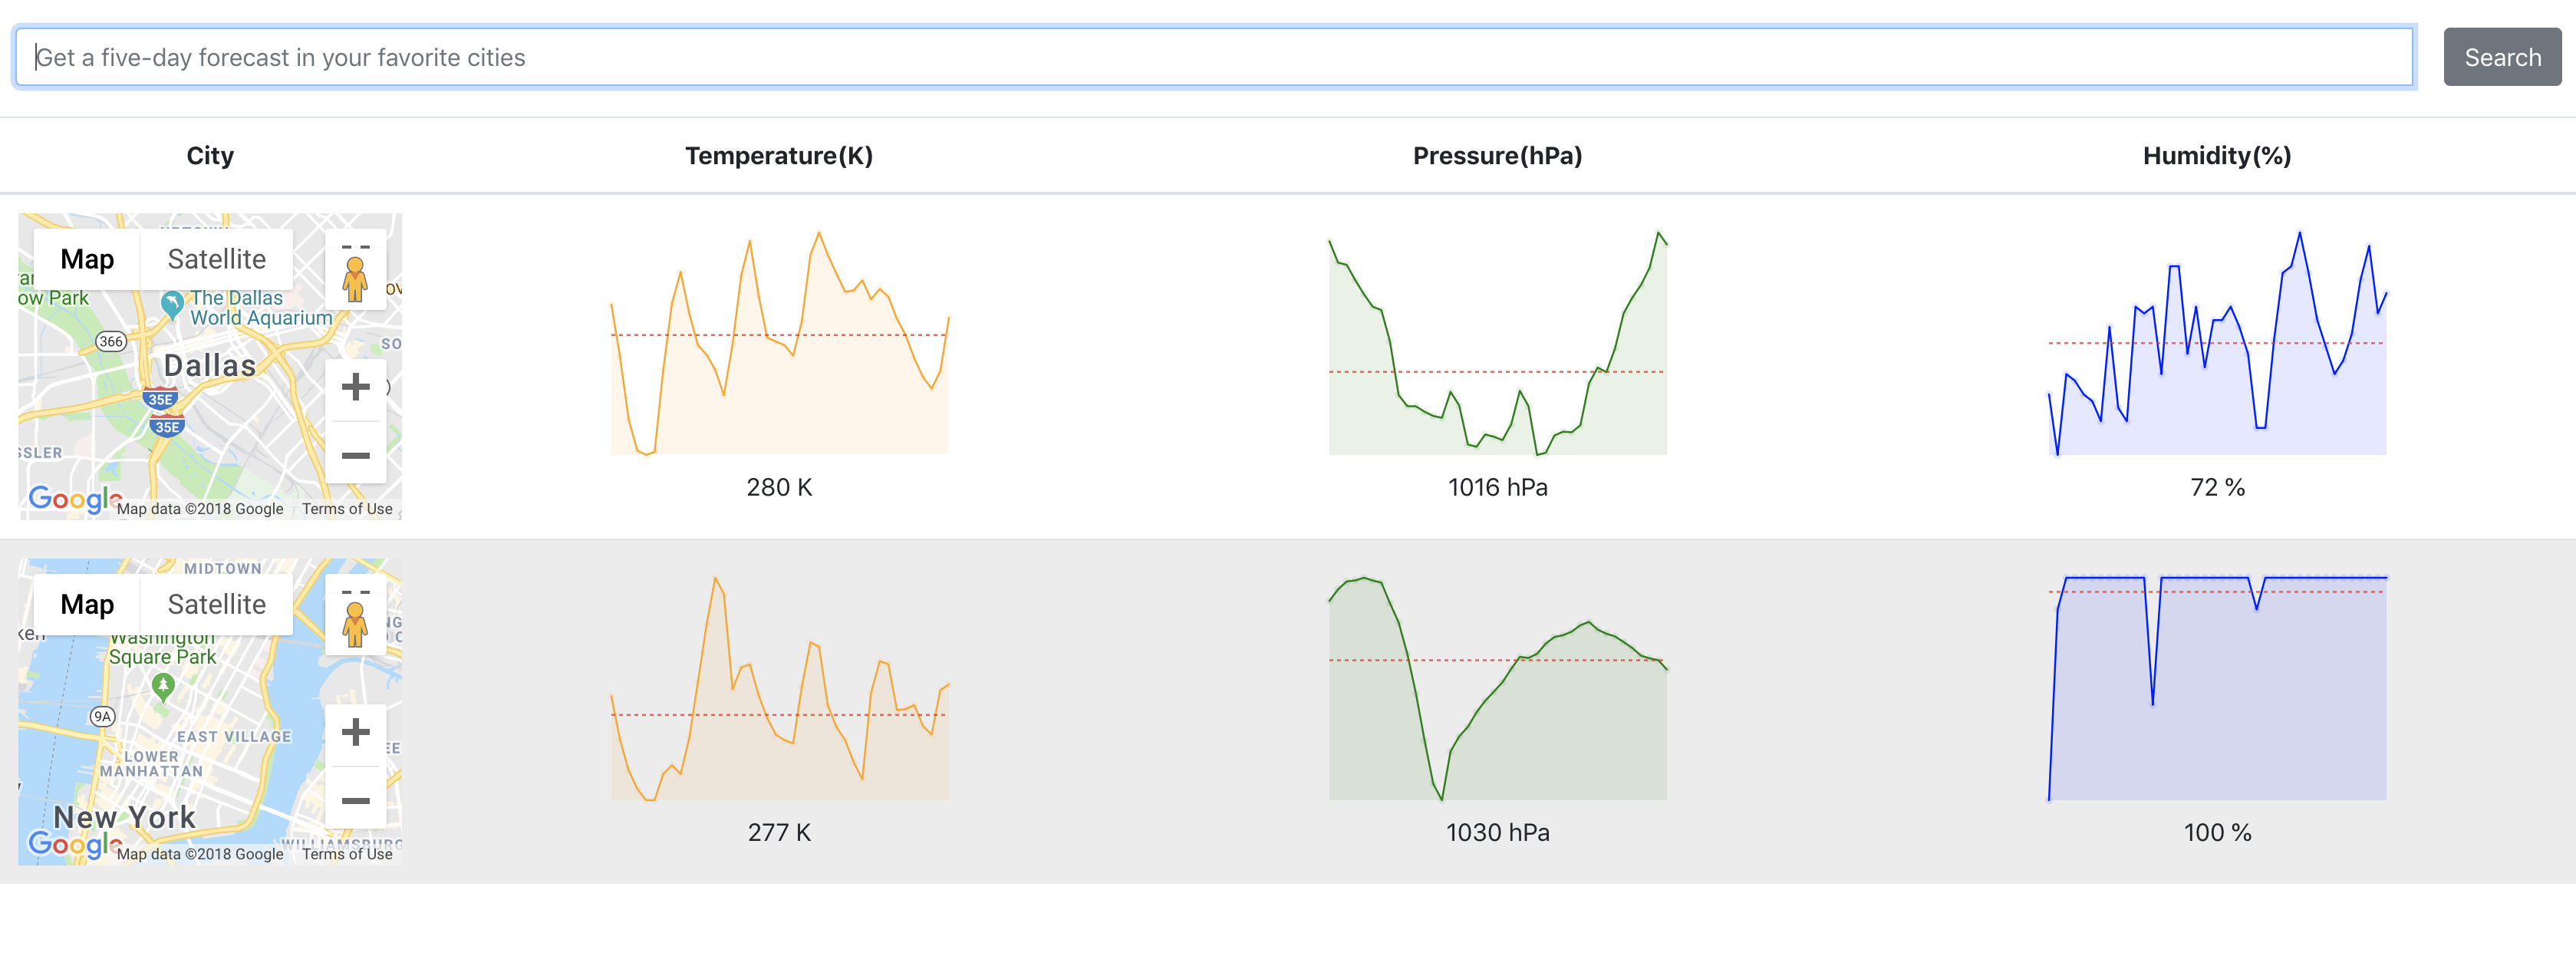 Get a five-day forecast in your favorite cities
Search
City
Temperature(K)
Pressure(hPa)
Humidity(%)
Map
Satellite
ow Park
The Dallas
World Aquarium
366
Dallas
35E
35E
SSLER
Google
Map data ©2018 Google
Terms of Use
280 K
1016 hPa
72 %
MIDTOWN
Map
Satellite
Washington
Square Park
9A
EAST VILLAGE
LOWER
MANHATTAN
New York
WILLIAMSBURG
Google
Map data ©2018 Google
Terms of Use
277 K
1030 hPa
100 %